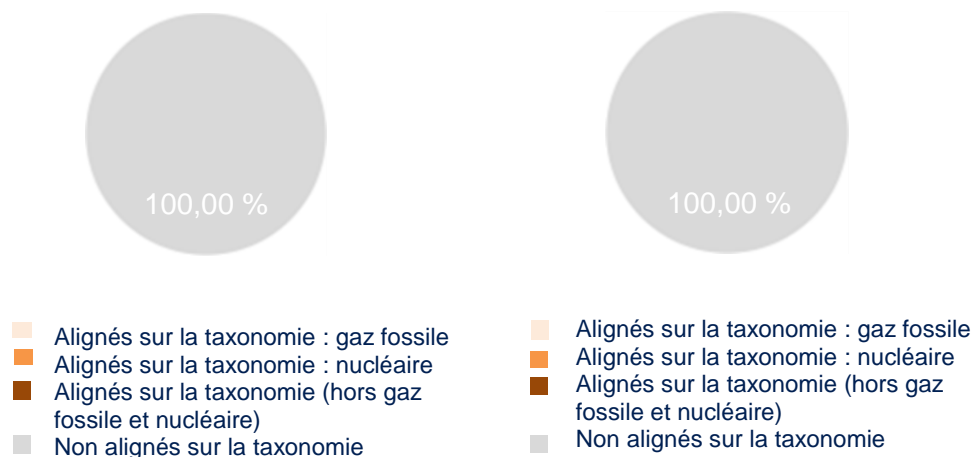 100,00 %
Alignés sur la taxonomie : gaz fossile
Alignés sur la taxonomie : nucléaire
Alignés sur la taxonomie (hors gaz
fossile et nucléaire)
Non alignés sur la taxonomie
100,00 %
Alignés sur la taxonomie : gaz fossile
Alignés sur la taxonomie : nucléaire
Alignés sur la taxonomie (hors gaz
fossile et nucléaire)
Non alignés sur la taxonomie